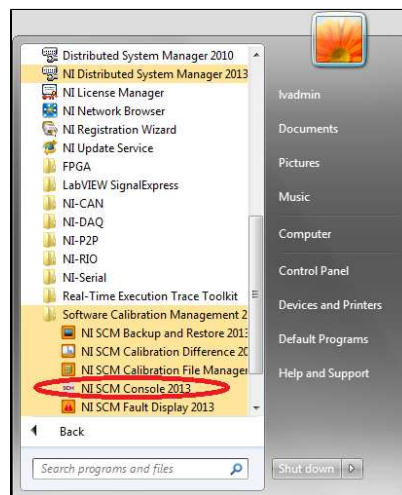 Distributed System Manager 2010
NI Distributed System Manager 2013
NI License Manager
NI Network Browser
NI Registration Wizard
NI Update Service
FPGA
LabVIEW SignalExpress
NI-CAN
NI-DAQ
NI-P2P
NI-RIO
NI-Serial
Real-Time Execution Trace Toolkit
Software Calibration Management 2
NI SCM Backup and Restore 201
NI SCM Calibration Difference 20
NI SCM Calibration File Manager
SCM NI SCM Console 2013
NI SCM Fault Display 2013
Back
Search programs and files
lvadmin
Documents
Pictures
Music
Computer
Control Panel
Devices and Printers
Default Programs
Help and Support
Shut down